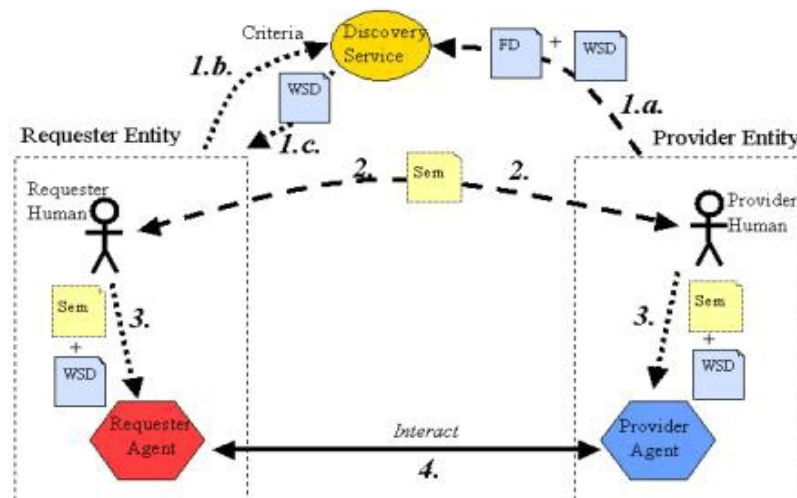 Criteria
Discovery
Service
FD
+
WSD
1.b.
WSD
1.a.
1.c.
Requester Entity
Provider Entity
2.
Sem
2.
Requester
Human
Provider
Human
Sem
+
WSD
3.
3.
Sem
+
WSD
Requester
Agent
Interact
4.
Provider
Agent